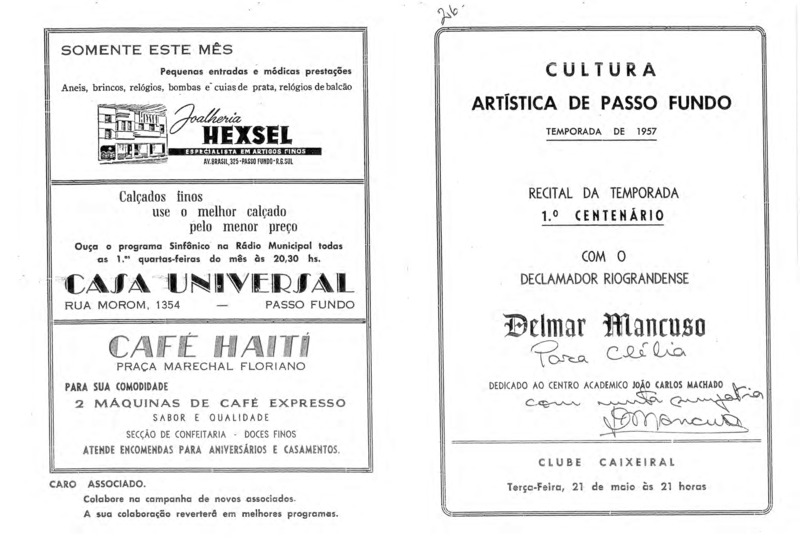 SOMENTE ESTE MÊS
Pequenas entradas e módicas prestações
Aneis, brincos, relógios, bombas e cuias de prata, relógios de balcão
Joalheria
HEXSEL
ESPECIALISTA EM ARTIGOS FINOS
AV. BRASIL, 325-PASSO FUNDO-R.G.SUL
Calçados finos
use o melhor calçado
pelo menor preço
Ouça o programa Sinfônico na Rádio Municipal todas
as 1.as quartas-feiras do mês às 20,30 hs.
CASA UNIVERSAL
RUA MOROM, 1354 — PASSO FUNDO
CAFÉ HAITÍ
PRAÇA MARECHAL FLORIANO
PARA SUA COMODIDADE
2 MÁQUINAS DE CAFÉ EXPRESSO
SABOR E QUALIDADE
SECÇÃO DE CONFEITARIA - DOCES FINOS
ATENDE ENCOMENDAS PARA ANIVERSÁRIOS E CASAMENTOS.
CARO ASSOCIADO.
Colabore na campanha de novos associados.
A sua colaboração reverterá em melhores programas.
CULTURA
ARTÍSTICA DE PASSO FUNDO
TEMPORADA DE 1957
RECITAL DA TEMPORADA
1.º CENTENÁRIO
COM O
DECLAMADOR RIOGRANDENSE
Delmar Mancuso
Para Clélia
DEDICADO AO CENTRO ACADEMICO JOÃO CARLOS MACHADO
com muita simpatia
DMancuso
CLUBE CAIXEIRAL
Terça-Feira, 21 de maio às 21 horas